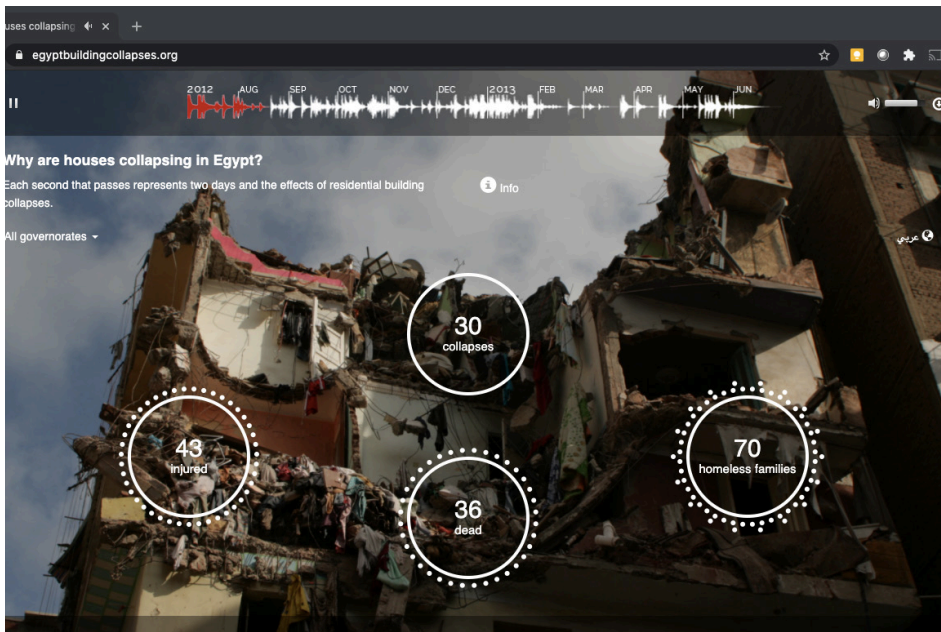 uses collapsing
egyptbuildingcollapses.org
2012 AUG SEP OCT NOV DEC 2013 FEB MAR APR MAY JUN
Why are houses collapsing in Egypt?
Each second that passes represents two days and the effects of residential building
collapses.
Info
All governorates
عربي
30
collapses
43
injured
70
homeless families
36
dead